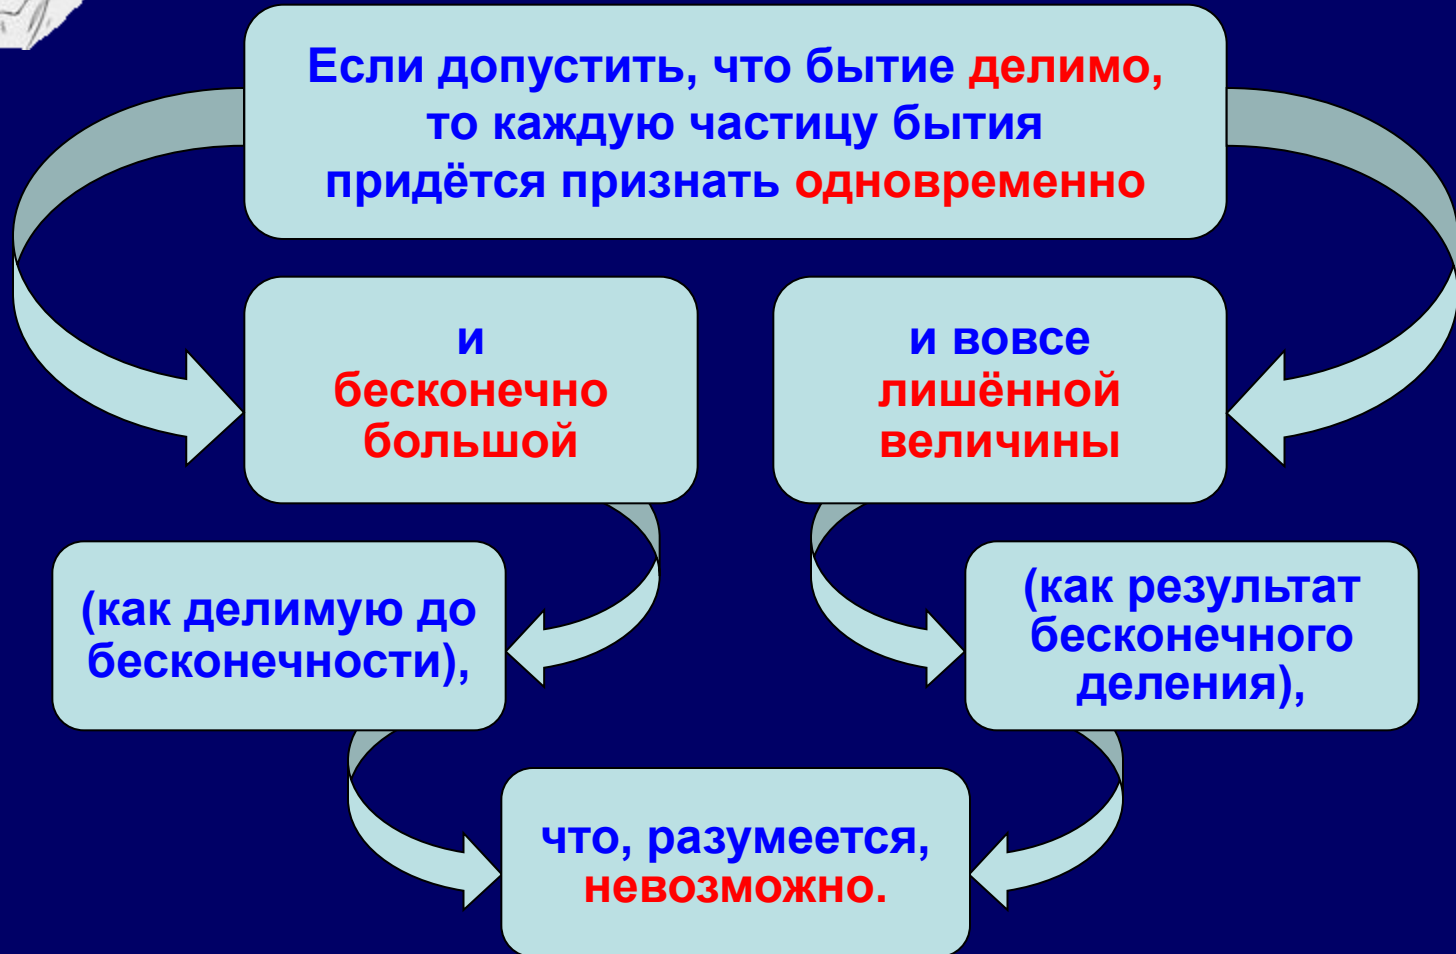 Если допустить, что бытие делимо,
то каждую частицу бытия
придётся признать одновременно
и
бесконечно
большой
и вовсе
лишённой
величины
(как делимую до
бесконечности),
(как результат
бесконечного
деления),
что, разумеется,
невозможно.